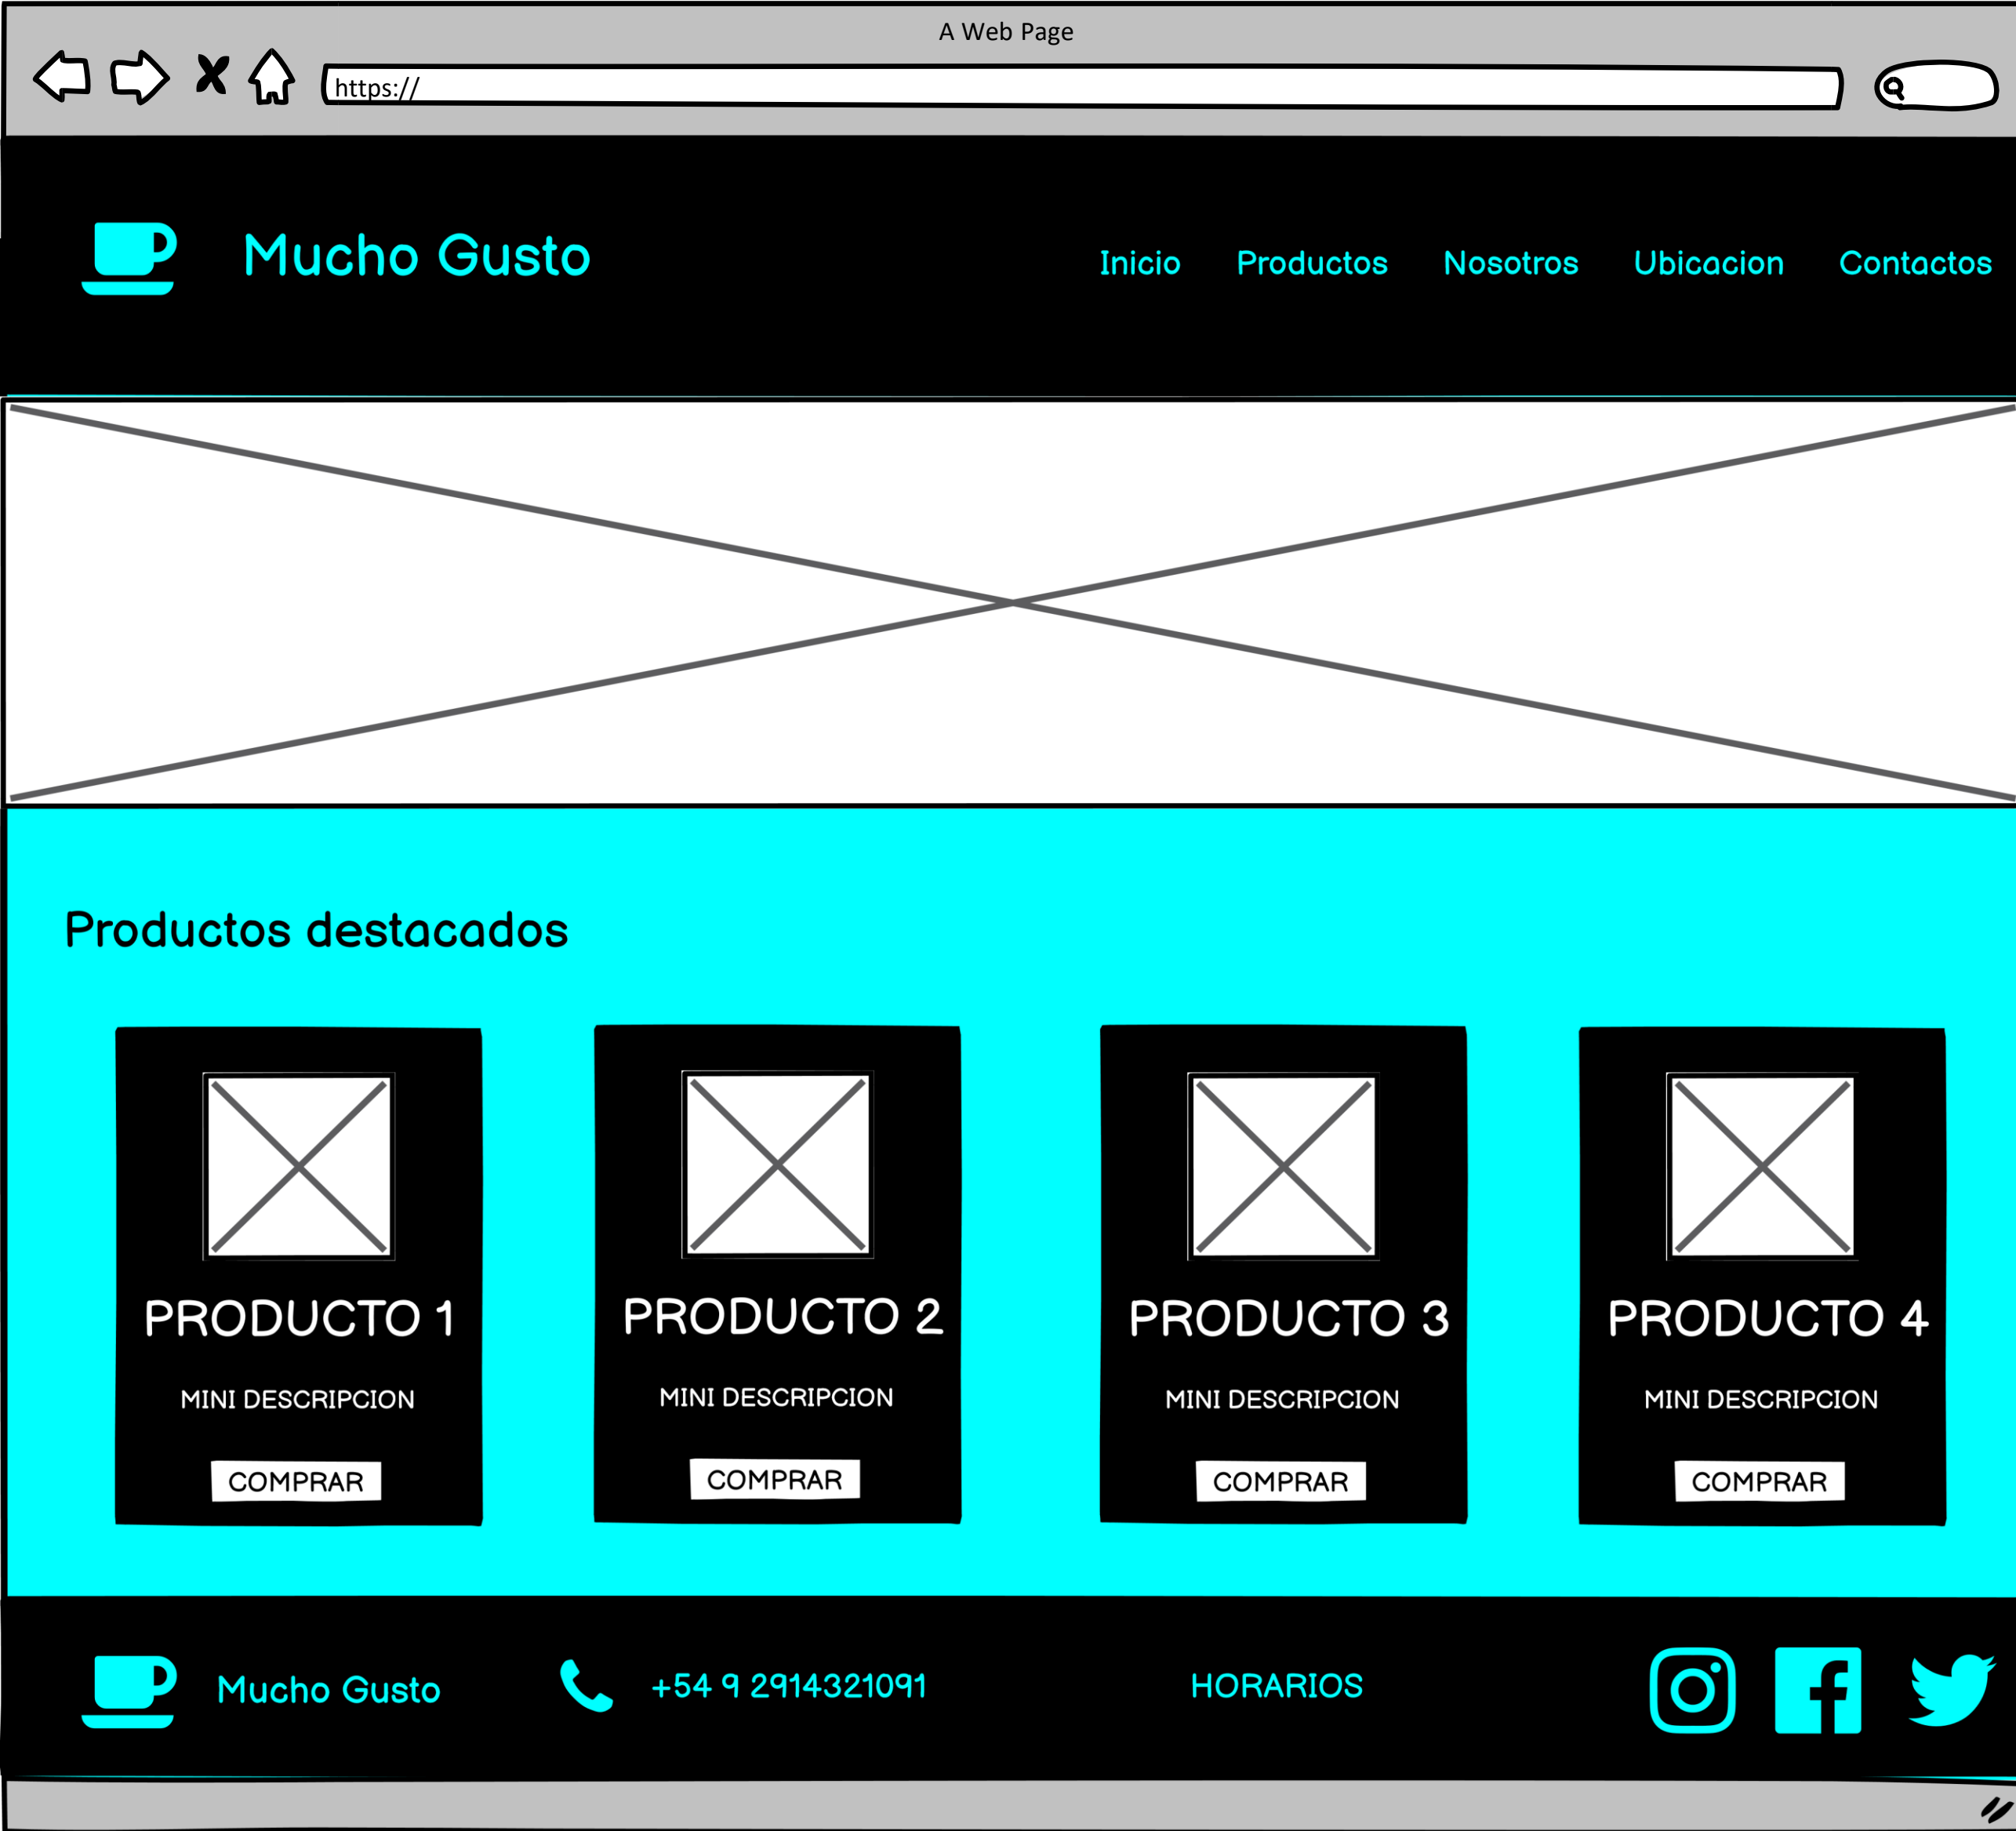 A Web Page
https://
Mucho Gusto
Inicio Productos Nosotros Ubicacion Contactos
Productos destacados
PRODUCTO 1 PRODUCTO 2 PRODUCTO 3 PRODUCTO 4
MINI DESCRIPCION MINI DESCRIPCION MINI DESCRIPCION MINI DESCRIPCION
COMPRAR COMPRAR COMPRAR COMPRAR
Mucho Gusto +54 9 2914321091 HORARIOS